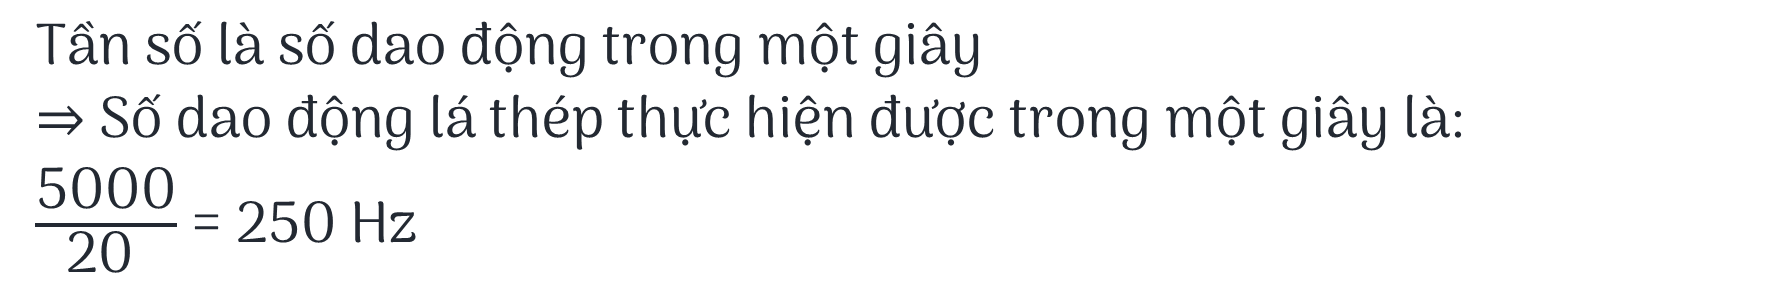 Tần số là số dao động trong một giây
⇒ Số dao động lá thép thực hiện được trong một giây là:
5000/20 = 250 Hz